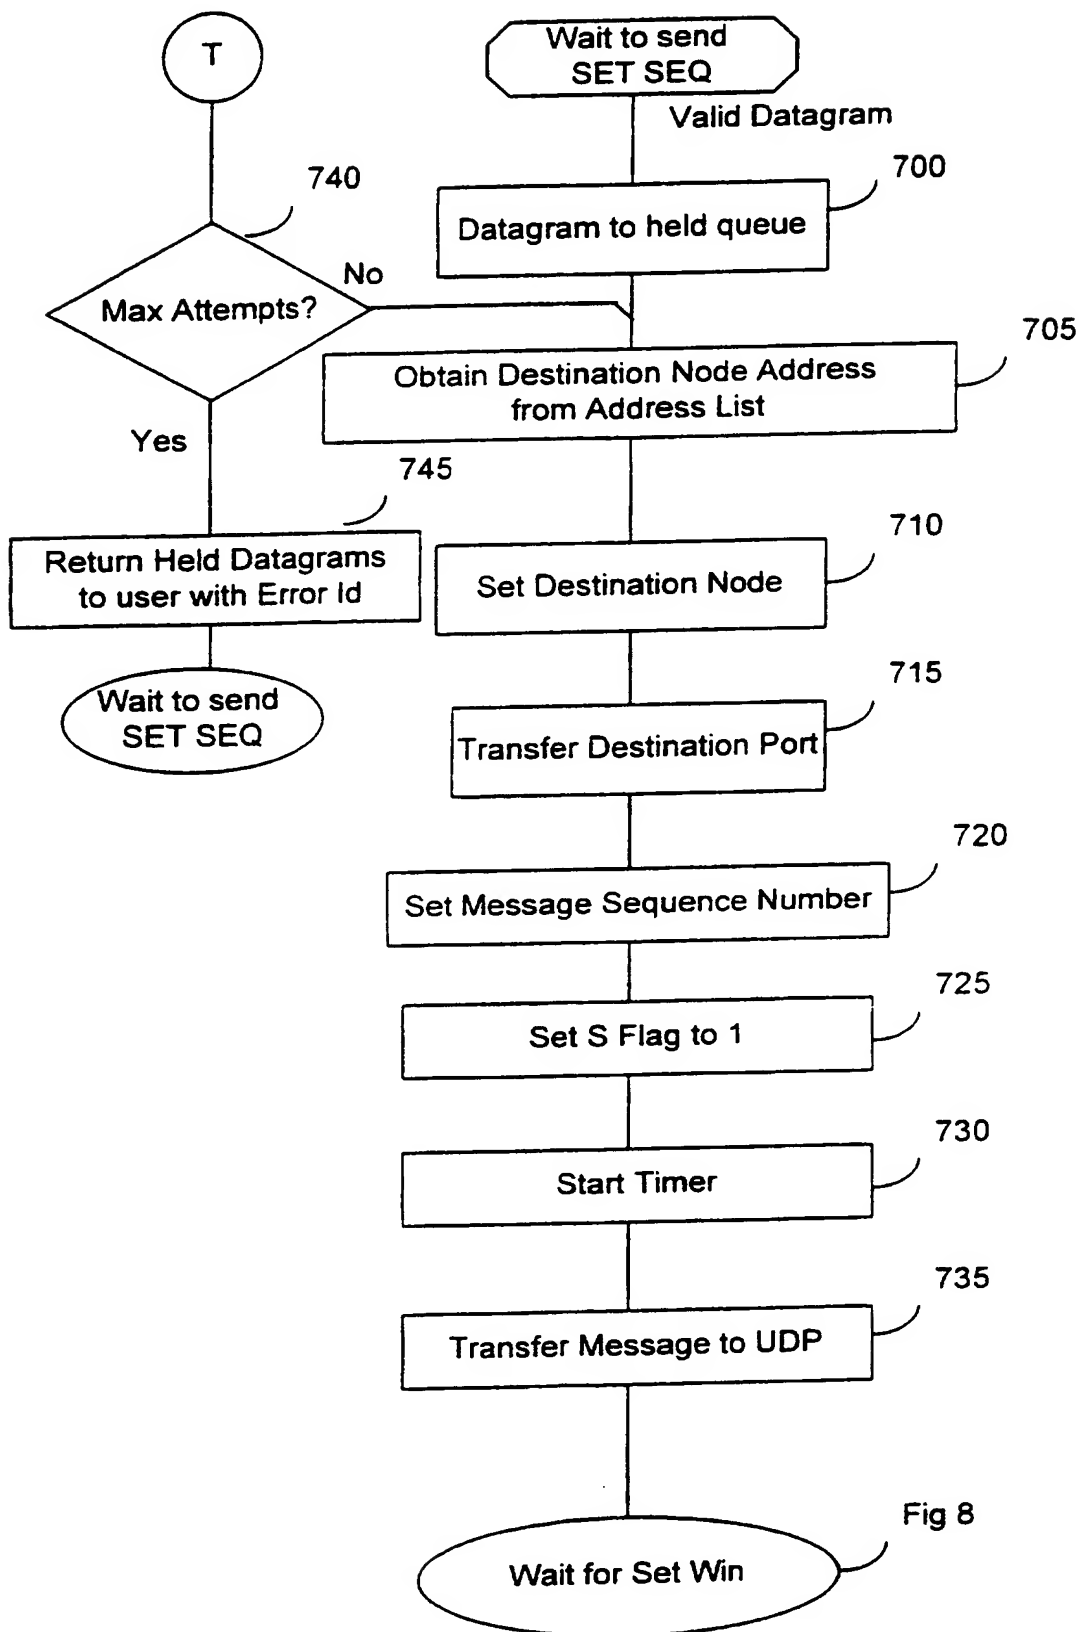 T
Wait to send
SET SEQ
Valid Datagram
740
700
Datagram to held queue
No
Max Attempts?
705
Obtain Destination Node Address
from Address List
Yes
745
Return Held Datagrams
to user with Error Id
710
Set Destination Node
Wait to send
SET SEQ
715
Transfer Destination Port
720
Set Message Sequence Number
725
Set S Flag to 1
730
Start Timer
735
Transfer Message to UDP
Fig 8
Wait for Set Win